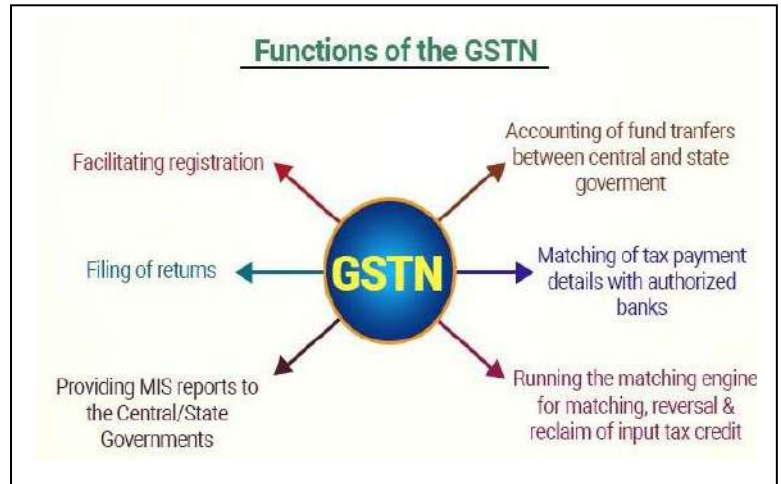 Functions of the GSTN
Facilitating registration
Filing of returns
Providing MIS reports to
the Central/State
Governments
GSTN
Accounting of fund tranfers
between central and state
goverment
Matching of tax payment
details with authorized
banks
Running the matching engine
for matching, reversal &
reclaim of input tax credit